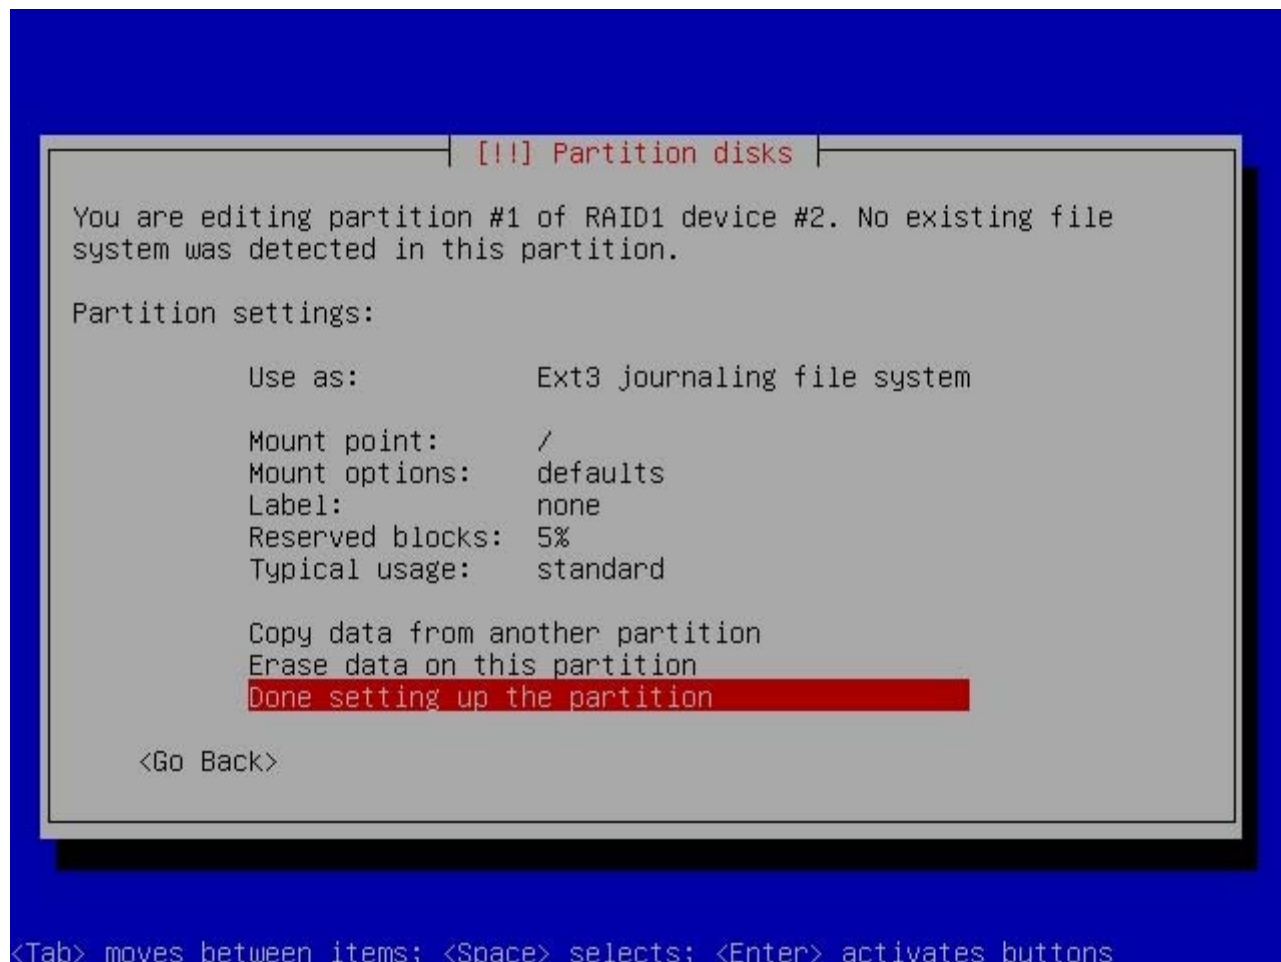 [!!] Partition disks
You are editing partition #1 of RAID1 device #2. No existing file
system was detected in this partition.
Partition settings:
Use as: Ext3 journaling file system
Mount point: /
Mount options: defaults
Label: none
Reserved blocks: 5%
Typical usage: standard
Copy data from another partition
Erase data on this partition
Done setting up the partition
<Go Back>
<Tab> moves between items; <Space> selects; <Enter> activates buttons